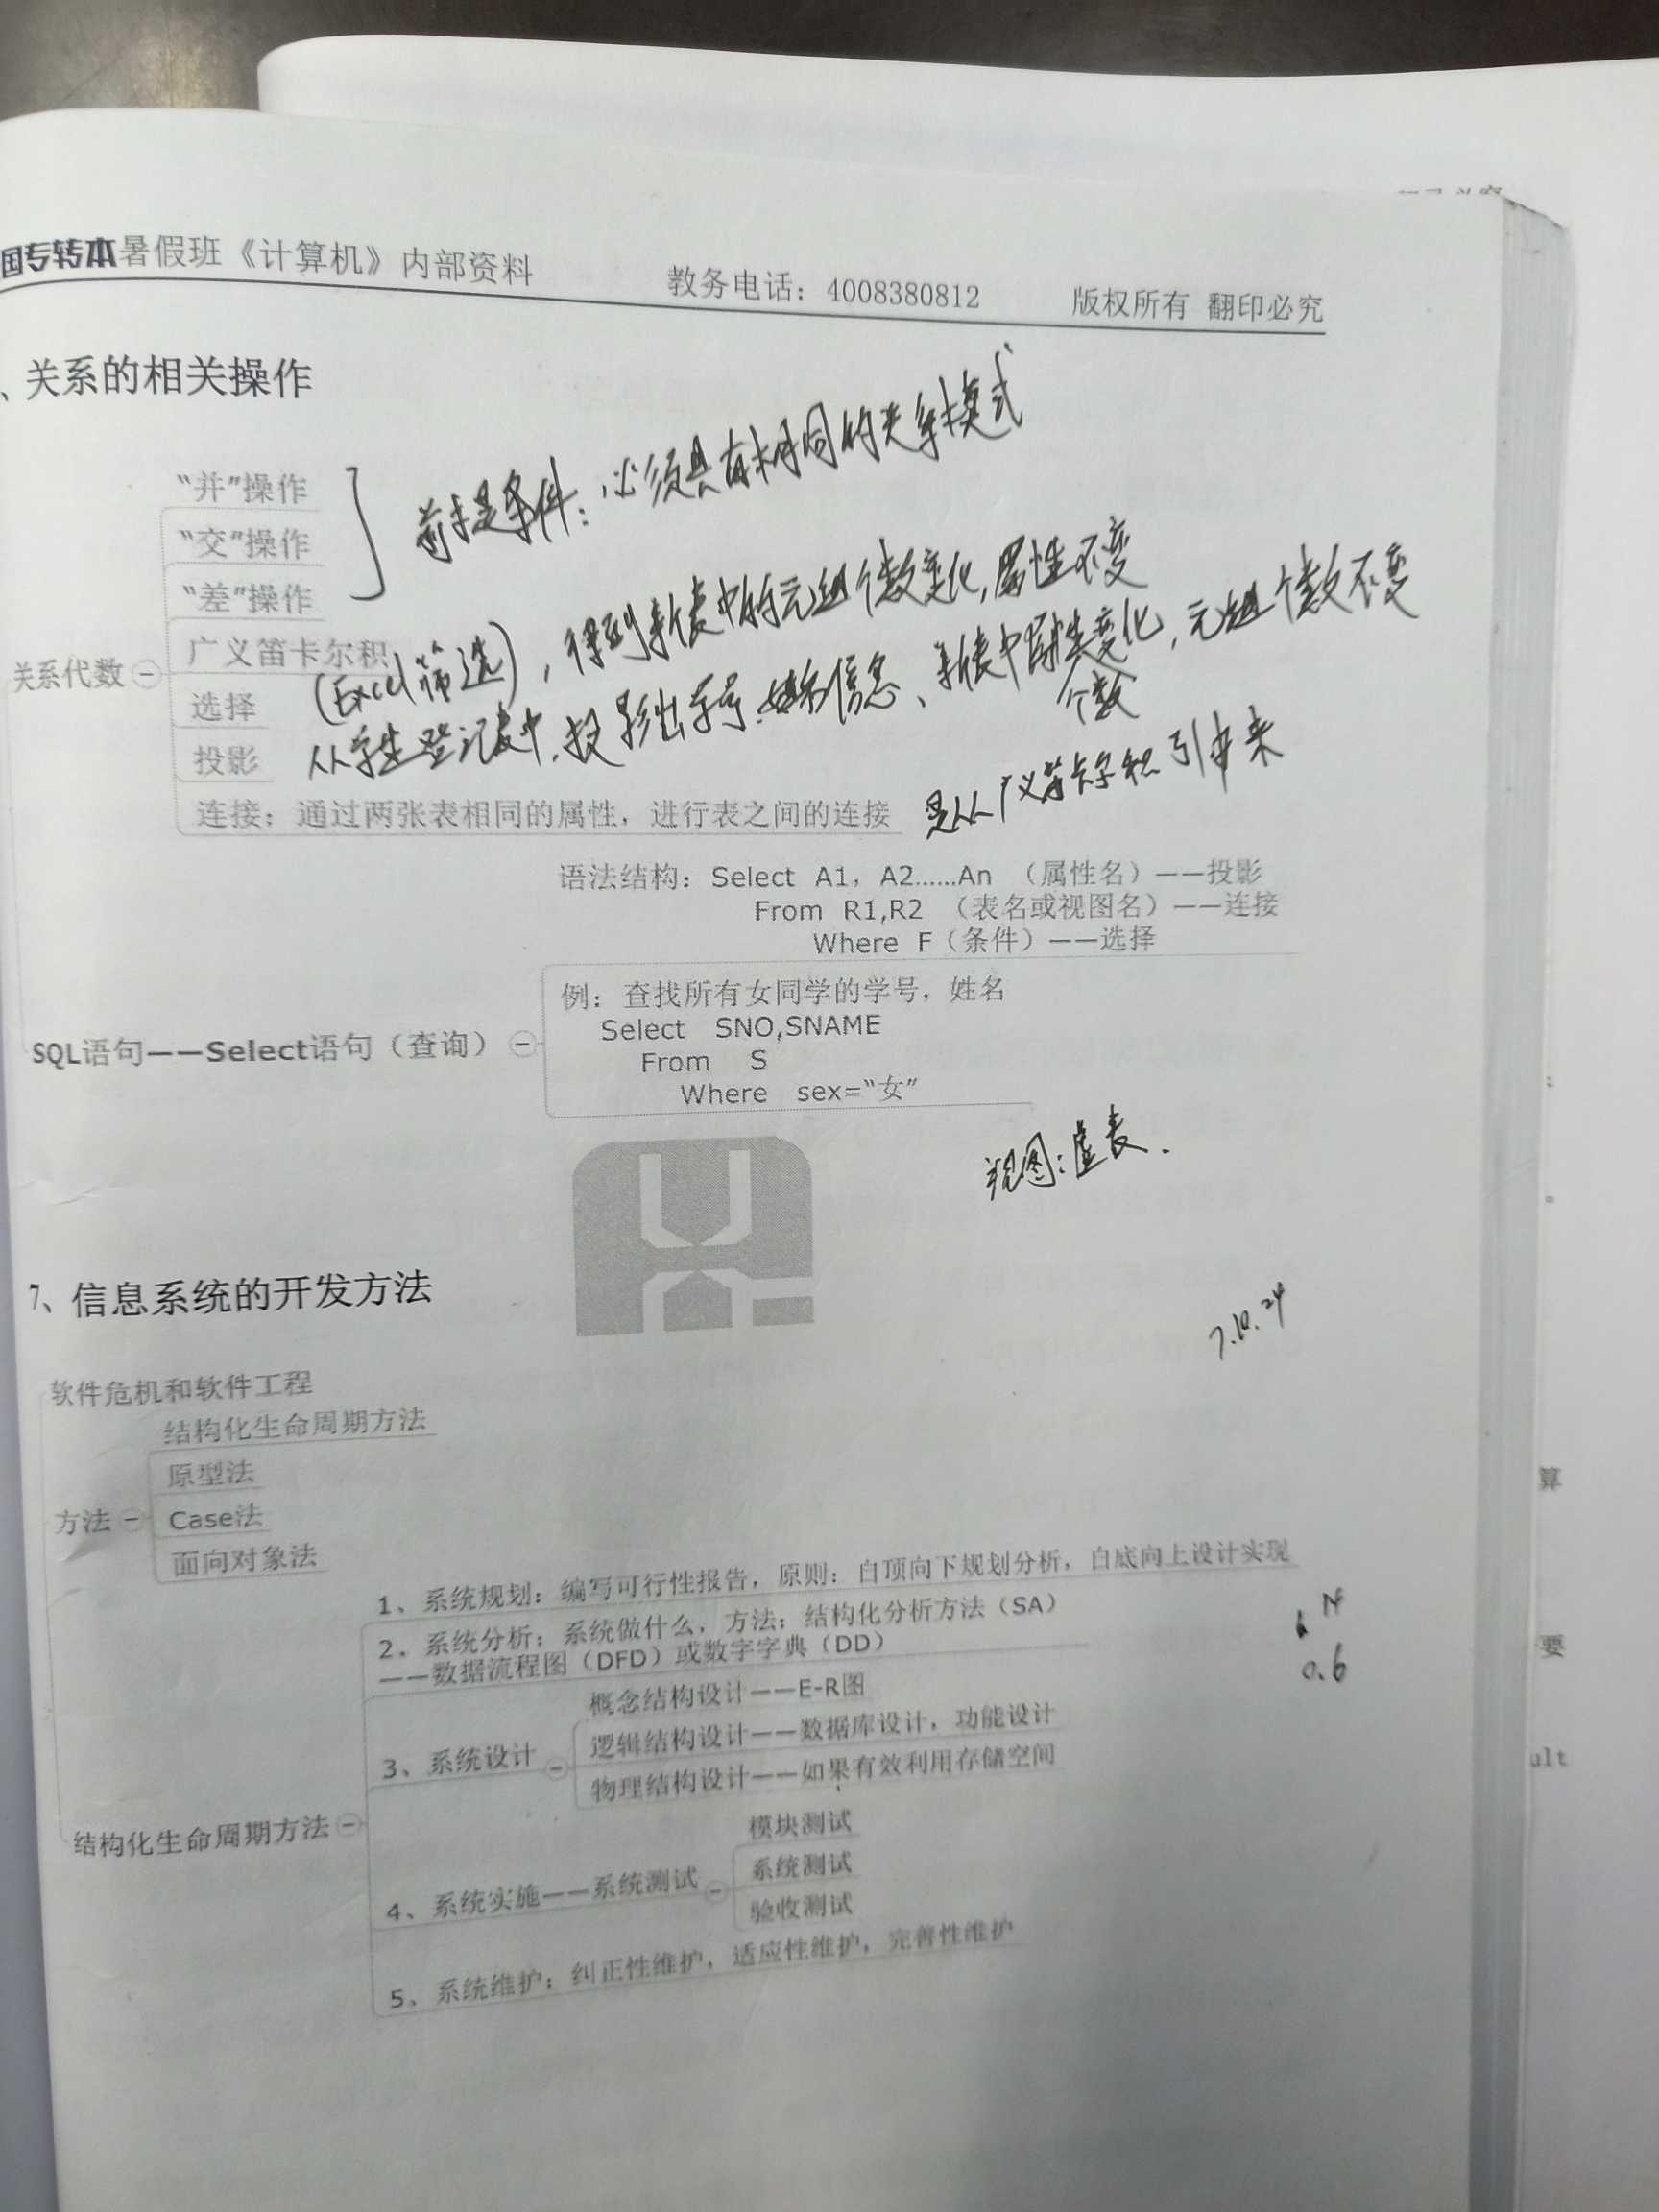 国专转本暑假班《计算机》内部资料 教务电话：4008380812 版权所有 翻印必究
、关系的相关操作
“并”操作
“交”操作
“差”操作
前提条件：必须具有相同的关系模式
广义笛卡尔积
关系代数
选择
(Excel筛选)，得到新表中的元组个数变化，属性不变
投影
从学生登记表中，投影出学号、姓名信息、新表中属性变化，元组个数不变
个数
连接：通过两张表相同的属性，进行表之间的连接
是从广义笛卡尔积引申来
语法结构：Select A1，A2……An （属性名）——投影
From R1,R2 （表名或视图名）——连接
Where F（条件）——选择
例：查找所有女同学的学号，姓名
Select SNO,SNAME
SQL语句——Select语句（查询）
From S
Where sex=“女”
视图：虚表.
7、信息系统的开发方法
7.10.24
软件危机和软件工程
结构化生命周期方法
原型法
方法
Case法
面向对象法
1、系统规划：编写可行性报告，原则：自顶向下规划分析，自底向上设计实现
2、系统分析：系统做什么，方法：结构化分析方法（SA）
——数据流程图（DFD）或数字字典（DD）
0.6
概念结构设计——E-R图
逻辑结构设计——数据库设计，功能设计
3、系统设计
物理结构设计——如果有效利用存储空间
结构化生命周期方法
模块测试
系统测试
4、系统实施——系统测试
验收测试
5、系统维护：纠正性维护，适应性维护，完善性维护
算
要
ult